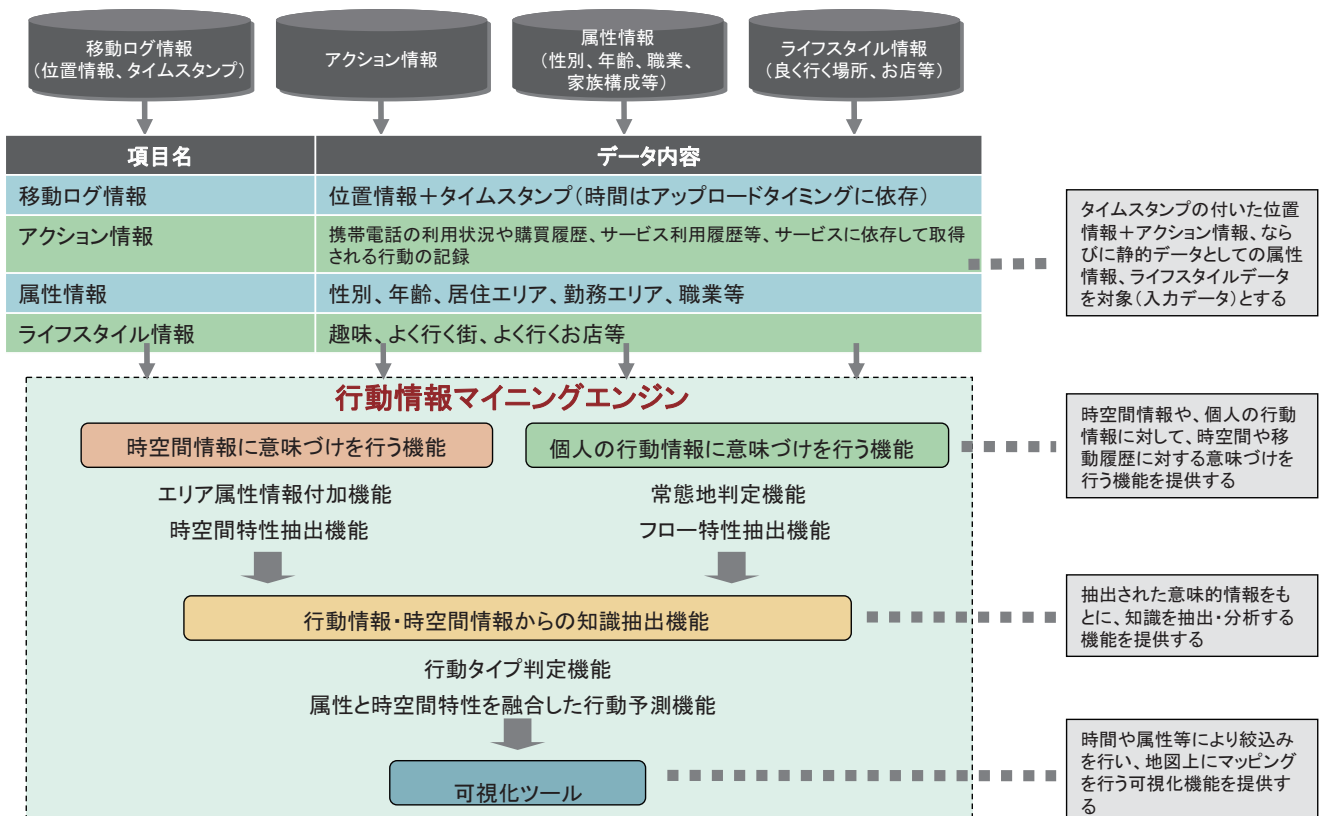 移動ログ情報
（位置情報、タイムスタンプ）
アクション情報
属性情報
（性別、年齢、職業、
家族構成等）
ライフスタイル情報
（良く行く場所、お店等）
項目名
データ内容
移動ログ情報
位置情報＋タイムスタンプ（時間はアップロードタイミングに依存）
アクション情報
携帯電話の利用状況や購買履歴、サービス利用履歴等、サービスに依存して取得
される行動の記録
属性情報
性別、年齢、居住エリア、勤務エリア、職業等
ライフスタイル情報
趣味、よく行く街、よく行くお店等
タイムスタンプの付いた位置
情報＋アクション情報、なら
びに静的データとしての属性
情報、ライフスタイルデータ
を対象（入力データ）とする
行動情報マイニングエンジン
時空間情報に意味づけを行う機能
個人の行動情報に意味づけを行う機能
時空間情報や、個人の行動
情報に対して、時空間や移
動履歴に対する意味づけを
行う機能を提供する
エリア属性情報付加機能
時空間特性抽出機能
常態地判定機能
フロー特性抽出機能
行動情報・時空間情報からの知識抽出機能
抽出された意味的情報をも
とに、知識を抽出・分析する
機能を提供する
行動タイプ判定機能
属性と時空間特性を融合した行動予測機能
可視化ツール
時間や属性等により絞込み
を行い、地図上にマッピング
を行う可視化機能を提供す
る